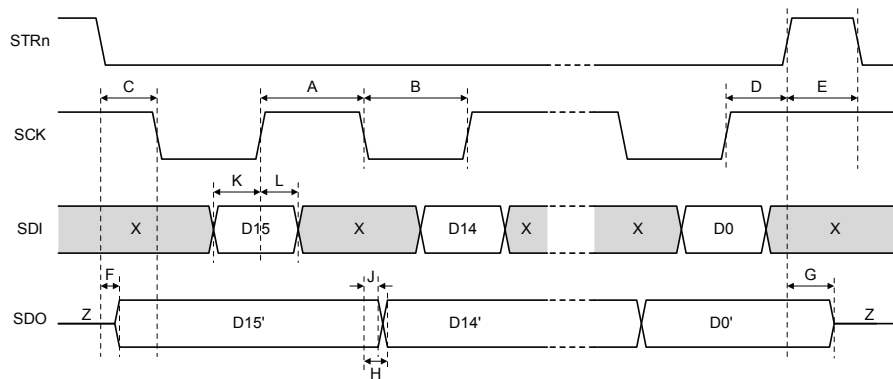 STRn
C A B D E
SCK
K L
SDI X D15 X D14 X X D0 X
F J G
SDO Z D15' D14' D0' Z
H